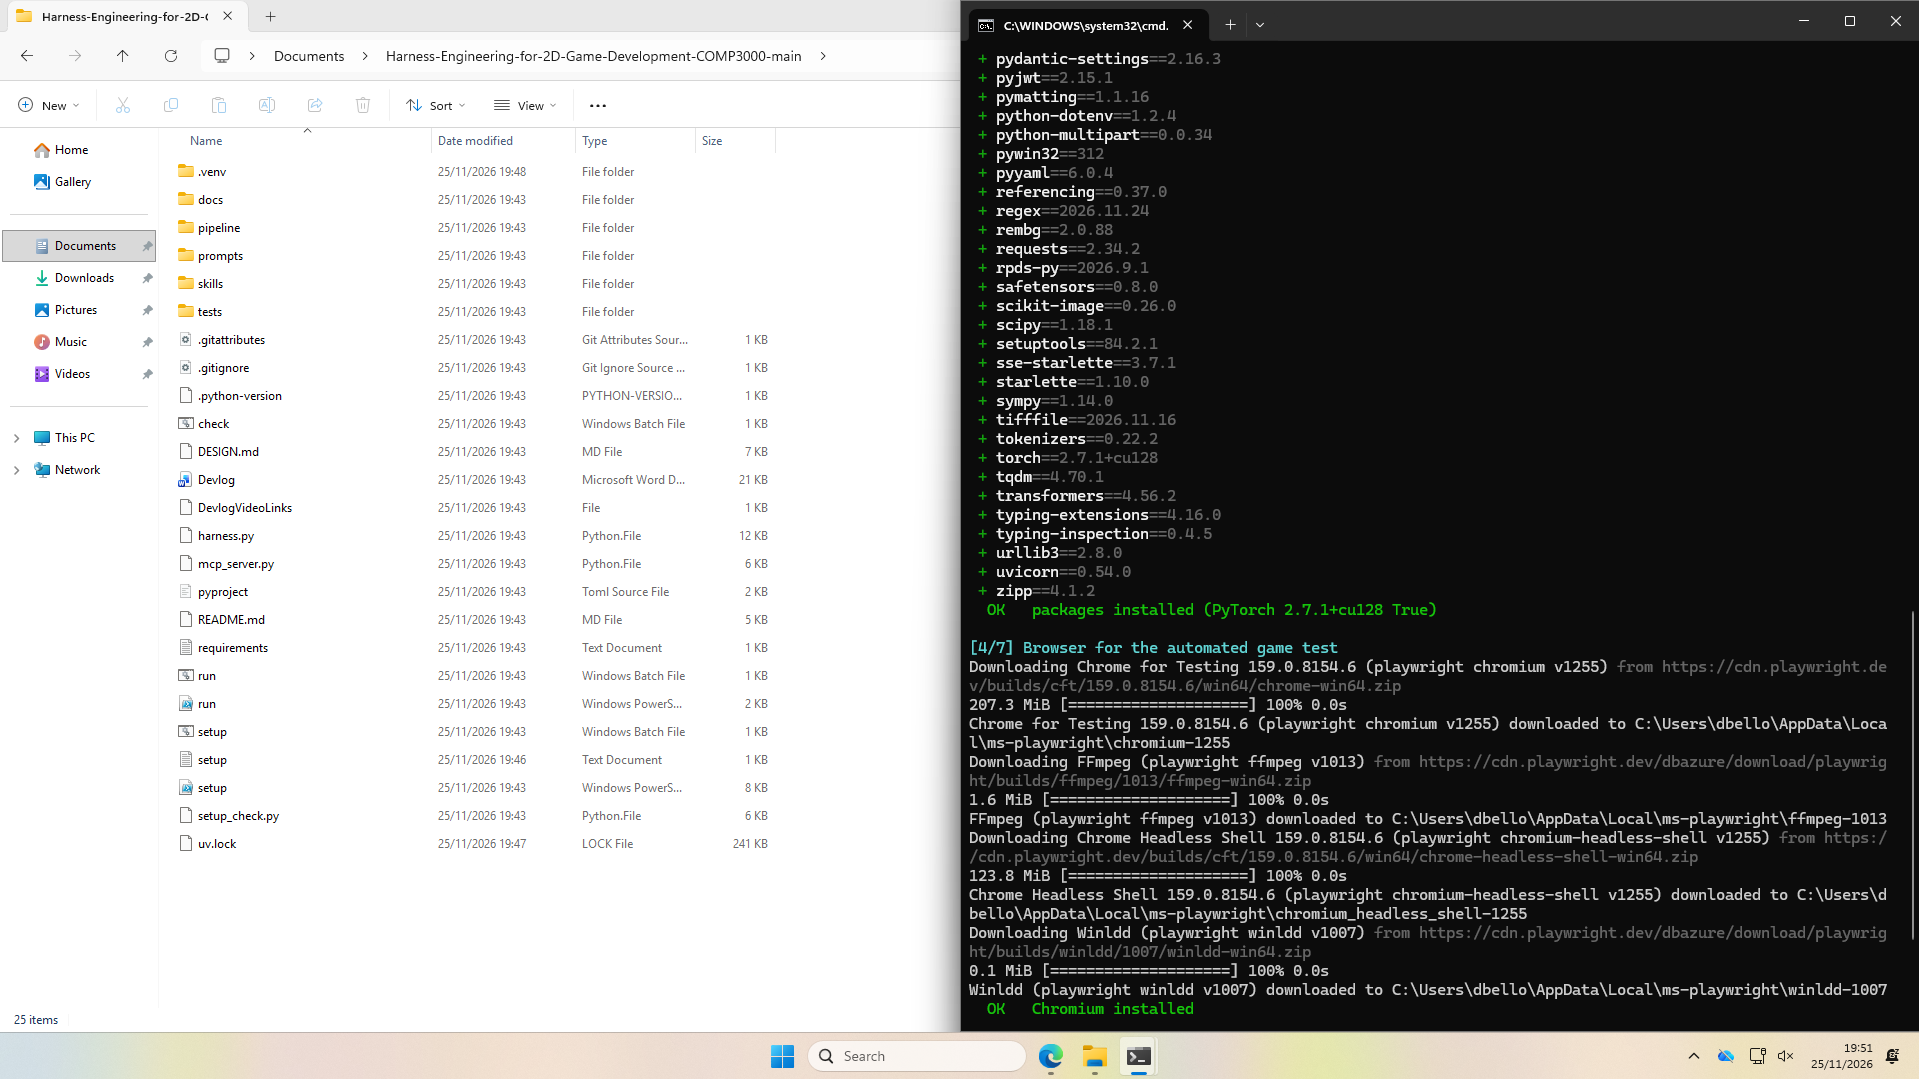 Harness-Engineering-for-2D-G
Documents
Harness-Engineering-for-2D-Game-Development-COMP3000-main
New
Sort
View
Home
Gallery
Documents
Downloads
Pictures
Music
Videos
This PC
Network
Name Date modified Type Size
.venv 25/11/2026 19:48 File folder
docs 25/11/2026 19:43 File folder
pipeline 25/11/2026 19:43 File folder
prompts 25/11/2026 19:43 File folder
skills 25/11/2026 19:43 File folder
tests 25/11/2026 19:43 File folder
.gitattributes 25/11/2026 19:43 Git Attributes Sour... 1 KB
.gitignore 25/11/2026 19:43 Git Ignore Source ... 1 KB
.python-version 25/11/2026 19:43 PYTHON-VERSIO... 1 KB
check 25/11/2026 19:43 Windows Batch File 1 KB
DESIGN.md 25/11/2026 19:43 MD File 7 KB
Devlog 25/11/2026 19:43 Microsoft Word D... 21 KB
DevlogVideoLinks 25/11/2026 19:43 File 1 KB
harness.py 25/11/2026 19:43 Python.File 12 KB
mcp_server.py 25/11/2026 19:43 Python.File 6 KB
pyproject 25/11/2026 19:43 Toml Source File 2 KB
README.md 25/11/2026 19:43 MD File 5 KB
requirements 25/11/2026 19:43 Text Document 1 KB
run 25/11/2026 19:43 Windows Batch File 1 KB
run 25/11/2026 19:43 Windows PowerS... 2 KB
setup 25/11/2026 19:43 Windows Batch File 1 KB
setup 25/11/2026 19:46 Text Document 1 KB
setup 25/11/2026 19:43 Windows PowerS... 8 KB
setup_check.py 25/11/2026 19:43 Python.File 6 KB
uv.lock 25/11/2026 19:47 LOCK File 241 KB
25 items
C:\WINDOWS\system32\cmd.
+ pydantic-settings==2.16.3
+ pyjwt==2.15.1
+ pymatting==1.1.16
+ python-dotenv==1.2.4
+ python-multipart==0.0.34
+ pywin32==312
+ pyyaml==6.0.4
+ referencing==0.37.0
+ regex==2026.11.24
+ rembg==2.0.88
+ requests==2.34.2
+ rpds-py==2026.9.1
+ safetensors==0.8.0
+ scikit-image==0.26.0
+ scipy==1.18.1
+ setuptools==84.2.1
+ sse-starlette==3.7.1
+ starlette==1.10.0
+ sympy==1.14.0
+ tifffile==2026.11.16
+ tokenizers==0.22.2
+ torch==2.7.1+cu128
+ tqdm==4.70.1
+ transformers==4.56.2
+ typing-extensions==4.16.0
+ typing-inspection==0.4.5
+ urllib3==2.8.0
+ uvicorn==0.54.0
+ zipp==4.1.2
OK packages installed (PyTorch 2.7.1+cu128 True)
[4/7] Browser for the automated game test
Downloading Chrome for Testing 159.0.8154.6 (playwright chromium v1255) from https://cdn.playwright.de
v/builds/cft/159.0.8154.6/win64/chrome-win64.zip
207.3 MiB [====================] 100% 0.0s
Chrome for Testing 159.0.8154.6 (playwright chromium v1255) downloaded to C:\Users\dbello\AppData\Loca
l\ms-playwright\chromium-1255
Downloading FFmpeg (playwright ffmpeg v1013) from https://cdn.playwright.dev/dbazure/download/playwrig
ht/builds/ffmpeg/1013/ffmpeg-win64.zip
1.6 MiB [====================] 100% 0.0s
FFmpeg (playwright ffmpeg v1013) downloaded to C:\Users\dbello\AppData\Local\ms-playwright\ffmpeg-1013
Downloading Chrome Headless Shell 159.0.8154.6 (playwright chromium-headless-shell v1255) from https:/
/cdn.playwright.dev/builds/cft/159.0.8154.6/win64/chrome-headless-shell-win64.zip
123.8 MiB [====================] 100% 0.0s
Chrome Headless Shell 159.0.8154.6 (playwright chromium-headless-shell v1255) downloaded to C:\Users\d
bello\AppData\Local\ms-playwright\chromium_headless_shell-1255
Downloading Winldd (playwright winldd v1007) from https://cdn.playwright.dev/dbazure/download/playwrig
ht/builds/winldd/1007/winldd-win64.zip
0.1 MiB [====================] 100% 0.0s
Winldd (playwright winldd v1007) downloaded to C:\Users\dbello\AppData\Local\ms-playwright\winldd-1007
OK Chromium installed
Search
19:51
25/11/2026